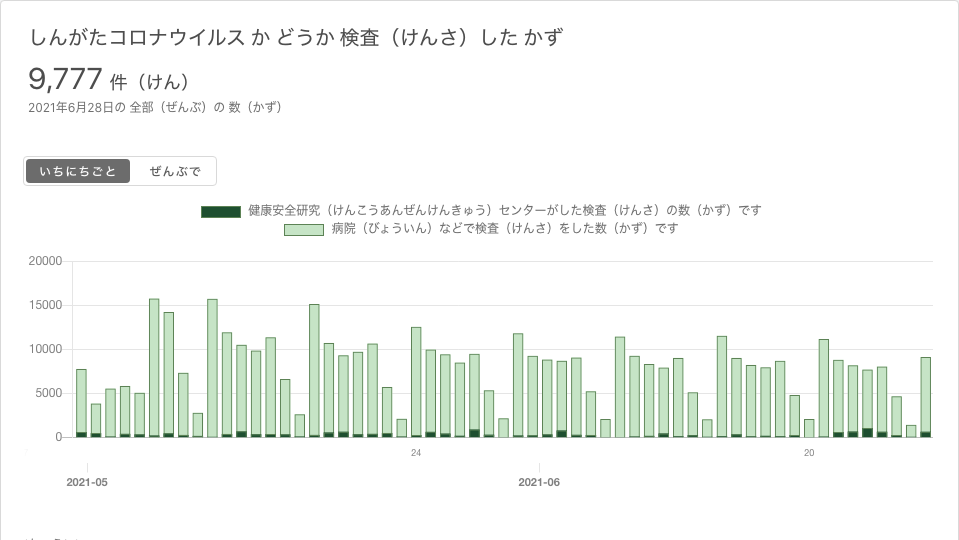 しんがたコロナウイルス か どうか 検査（けんさ）した かず
9,777 件（けん）
2021年6月28日の 全部（ぜんぶ）の 数（かず）
いちにちごと ぜんぶで
健康安全研究（けんこうあんぜんけんきゅう）センターがした検査（けんさ）の数（かず）です
病院（びょういん）などで検査（けんさ）をした数（かず）です
20000
15000
10000
5000
0
24 20
2021-05 2021-06